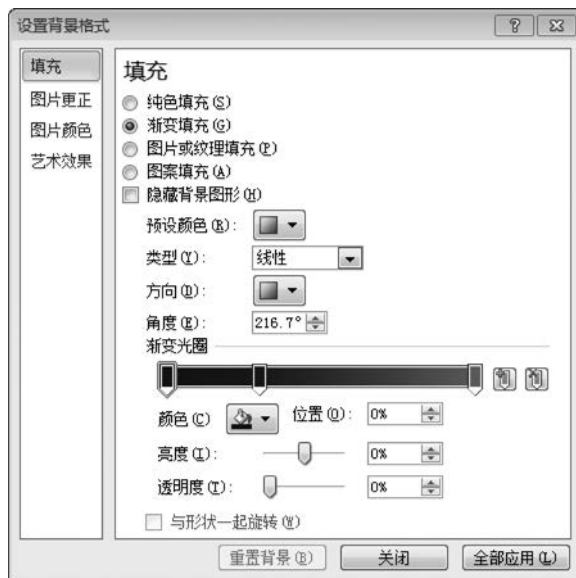 设置背景格式
填充
图片更正
图片颜色
艺术效果
填充
纯色填充(S)
渐变填充(G)
图片或纹理填充(P)
图案填充(A)
隐藏背景图形(H)
预设颜色(R):
类型(Y): 线性
方向(D):
角度(E): 216.7°
渐变光圈
颜色(C) 位置(O): 0%
亮度(I): 0%
透明度(T): 0%
与形状一起旋转(W)
重置背景(B) 关闭 全部应用(L)